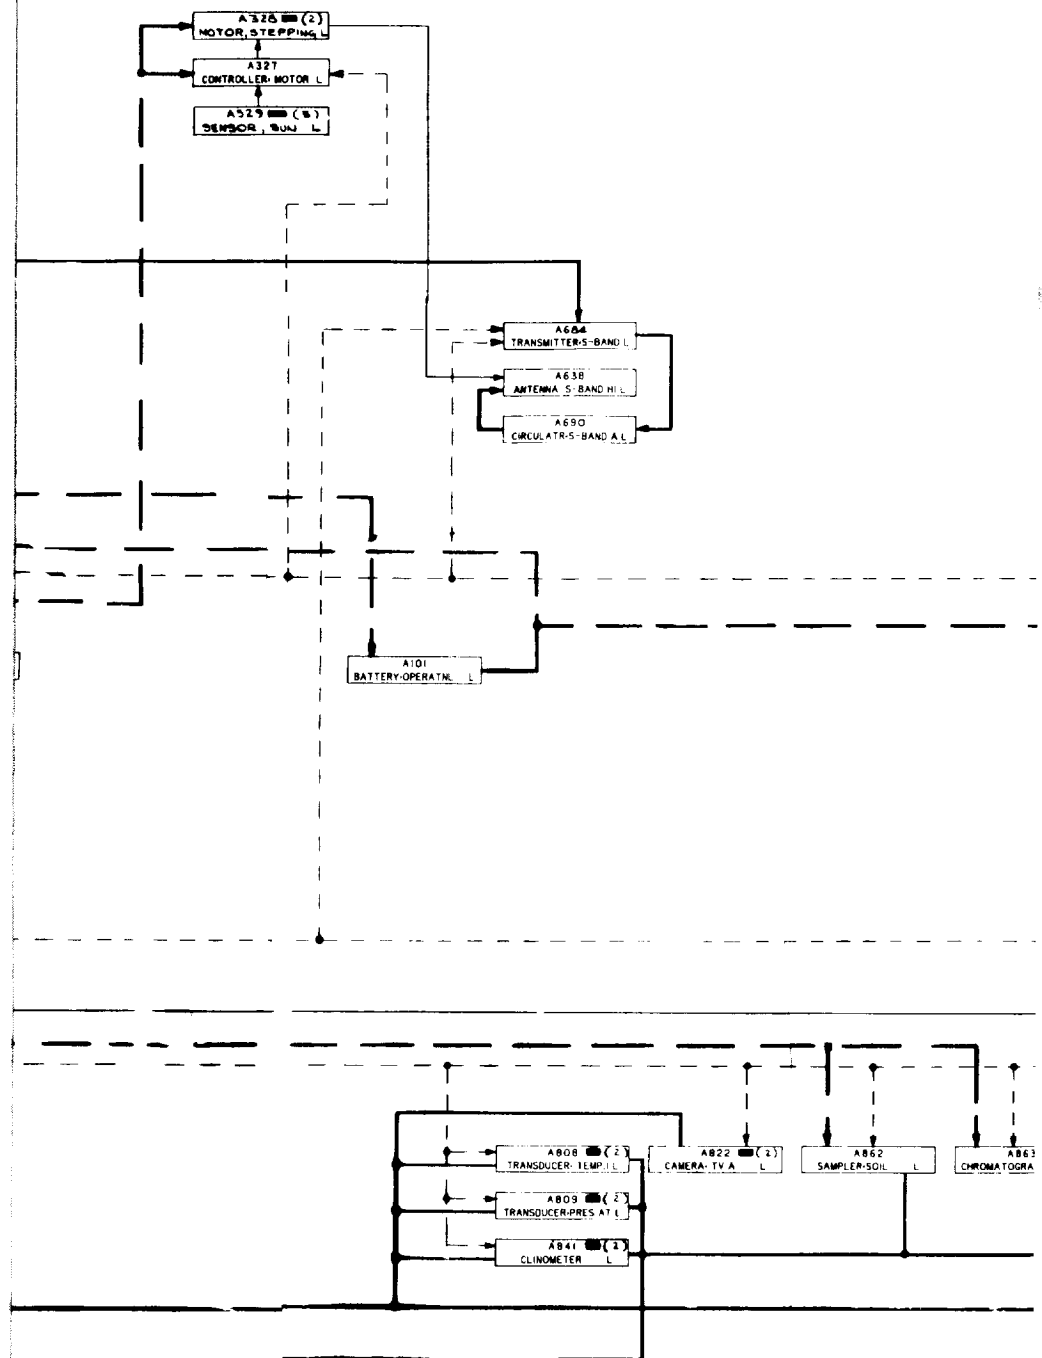 A328 (2)
MOTOR, STEPPING L
A327
CONTROLLER-MOTOR L
A529
SENSOR, SUN L
A684
TRANSMITTER-S-BAND L
A638
ANTENNA S-BAND HI L
A690
CIRCULATR-S-BAND A L
A101
BATTERY-OPERATNL L
A808 (2)
TRANSDUCER-TEMP.I L
A822 (2)
CAMERA-TV A L
A862
SAMPLER-SOIL L
A863
CHROMATOGRA
A809 (2)
TRANSDUCER-PRES AT L
A841 (2)
CLINOMETER L